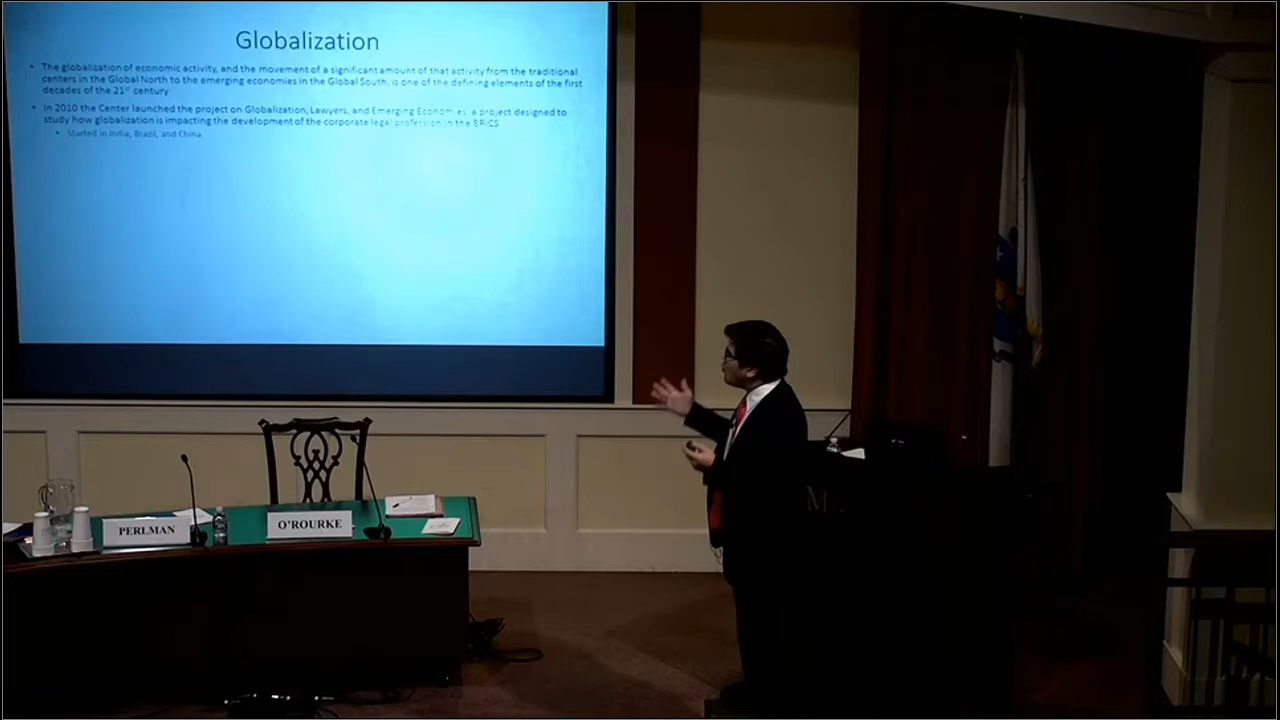 Globalization
• The globalization of economic activity, and the movement of a significant amount of that activity from the traditional
centers in the Global North to the emerging economies in the Global South, is one of the defining elements of the first
decades of the 21st century
• In 2010 the Center launched the project on Globalization, Lawyers, and Emerging Economies, a project designed to
study how globalization is impacting the development of the corporate legal profession in the BRICS
• Started in India, Brazil, and China
PERLMAN
O'ROURKE